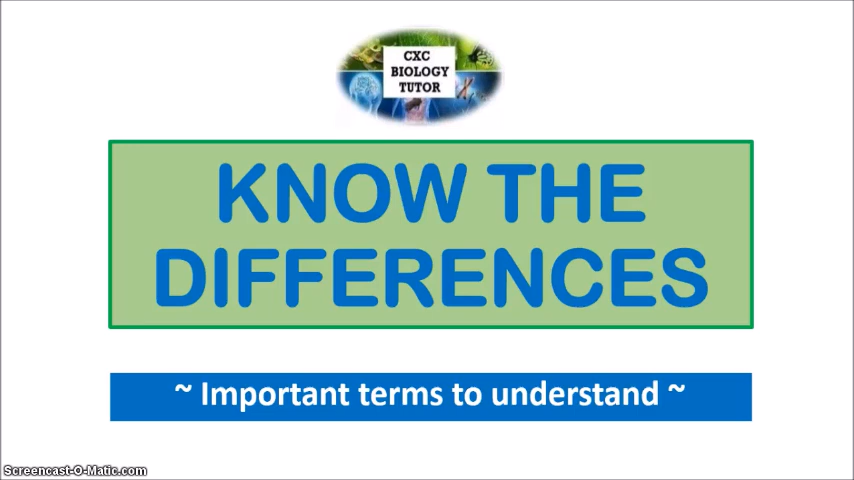 CXC
BIOLOGY
TUTOR
KNOW THE
DIFFERENCES
~ Important terms to understand ~
Screencast-O-Matic.com